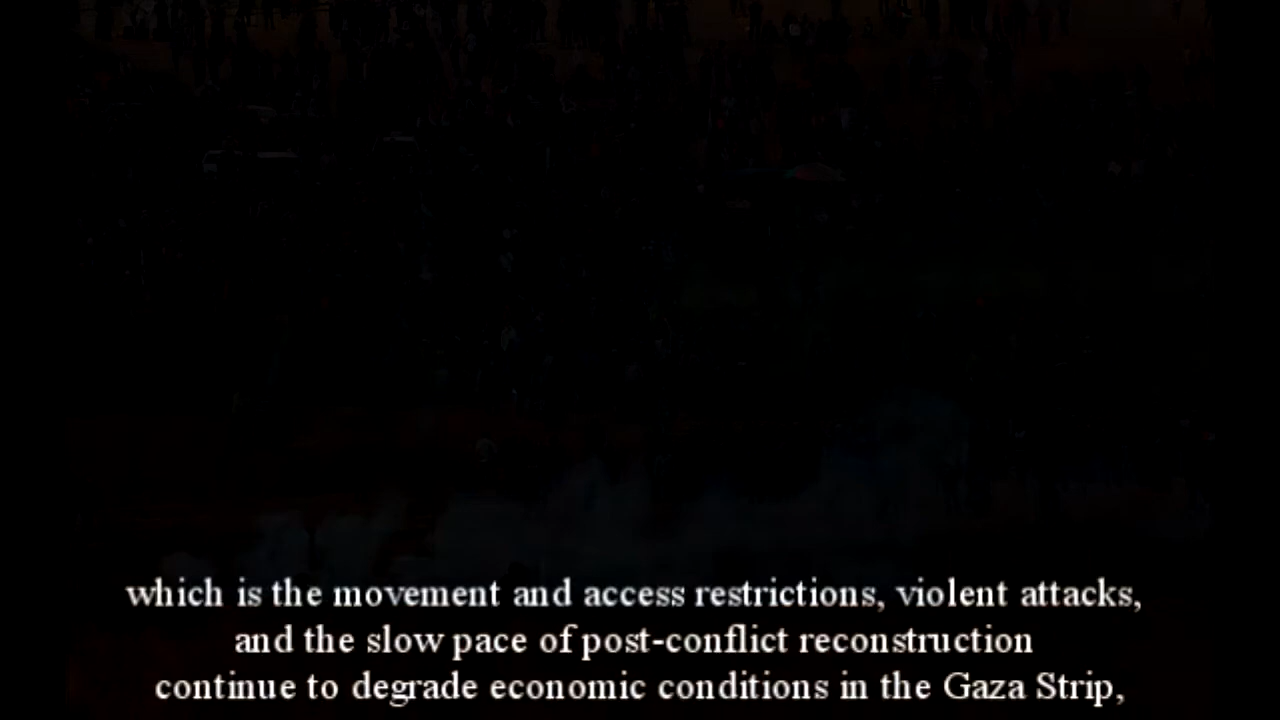 which is the movement and access restrictions, violent attacks,
and the slow pace of post-conflict reconstruction
continue to degrade economic conditions in the Gaza Strip,